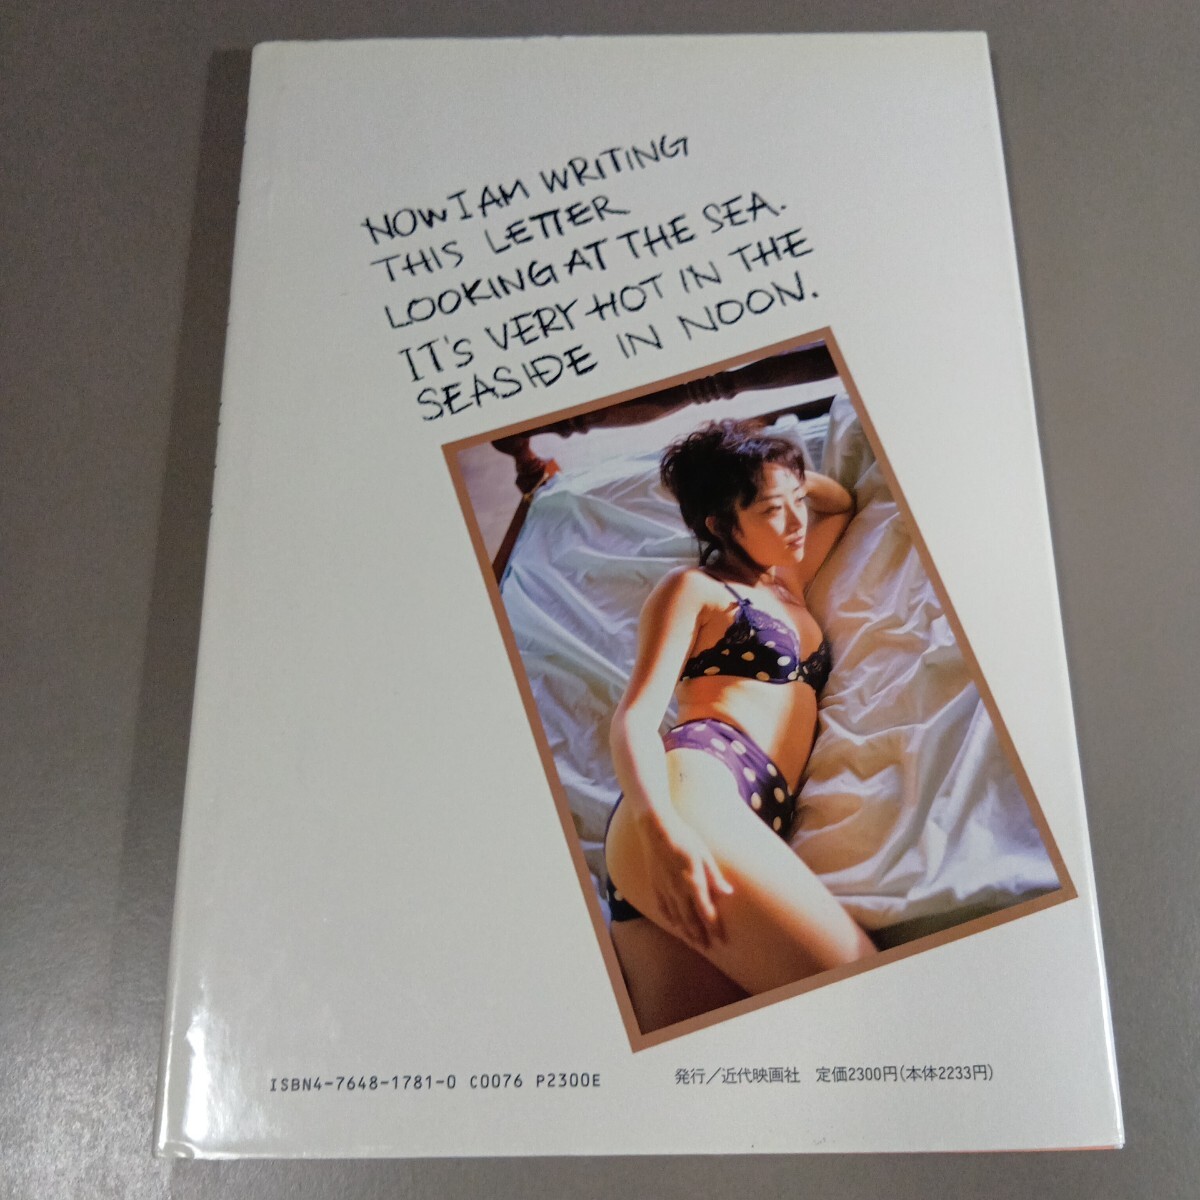 NOW I AM WRITING
THIS LETTER
LOOKING AT THE SEA.
IT'S VERY HOT IN THE
SEASIDE IN NOON.
ISBN4-7648-1781-0 C0076 P2300E
発行／近代映画社 定価2300円(本体2233円)